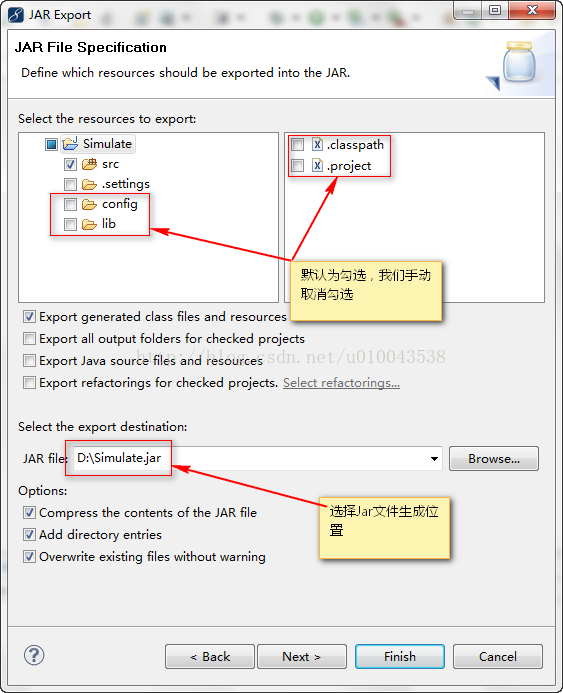 JAR Export
JAR File Specification
Define which resources should be exported into the JAR.
Select the resources to export:
Simulate
src
.settings
config
lib
.classpath
.project
默认为勾选，我们手动
取消勾选
Export generated class files and resources
Export all output folders for checked projects
http://blog.csdn.net/u010043538
Export Java source files and resources
Export refactorings for checked projects. Select refactorings...
Select the export destination:
JAR file: D:\Simulate.jar Browse...
Options:
选择Jar文件生成位
置
Compress the contents of the JAR file
Add directory entries
Overwrite existing files without warning
? < Back Next > Finish Cancel